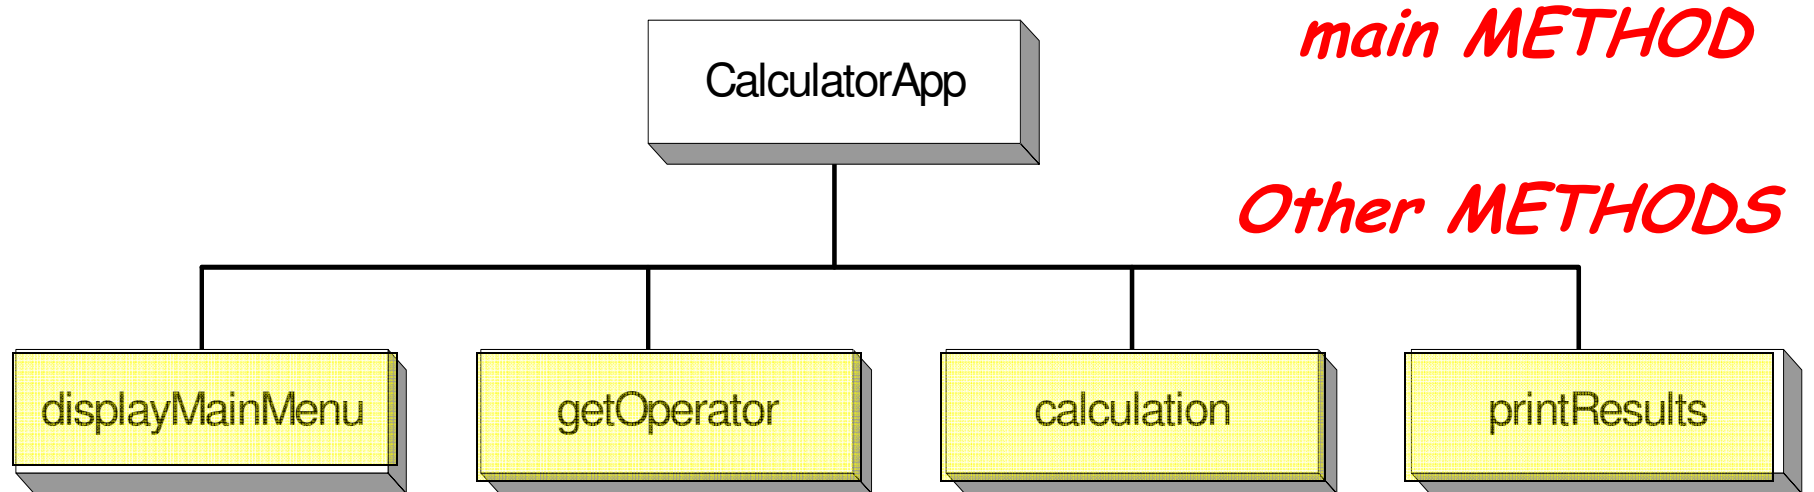 main METHOD
CalculatorApp
Other METHODS
displayMainMenu
getOperator
calculation
printResults